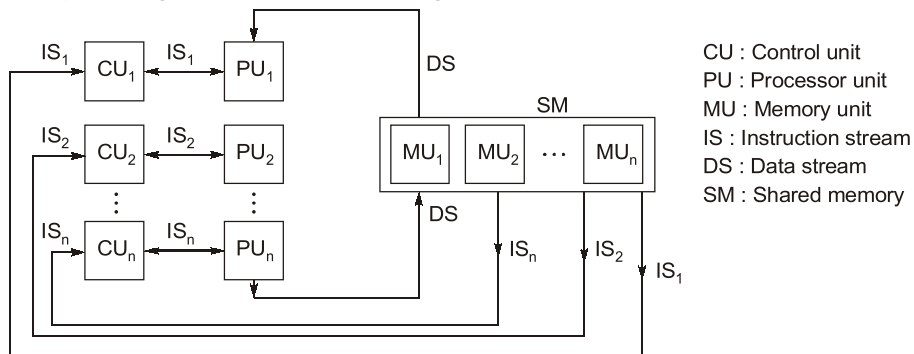 IS1 CU1 IS1 PU1
DS
SM
IS2 CU2 IS2 PU2
MU1 MU2 ... MUn
DS
ISn CUn ISn PUn
ISn
IS2
IS1
CU : Control unit
PU : Processor unit
MU : Memory unit
IS : Instruction stream
DS : Data stream
SM : Shared memory